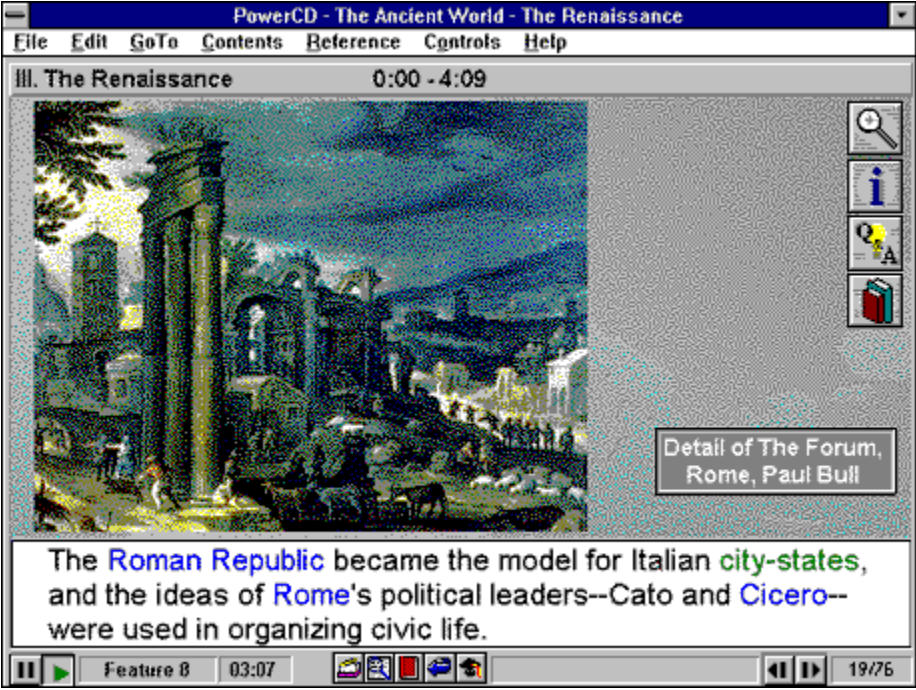 PowerCD - The Ancient World - The Renaissance
File Edit GoTo Contents Reference Controls Help
III. The Renaissance 0:00 - 4:09
Q & A
Detail of The Forum,
Rome, Paul Bull
The Roman Republic became the model for Italian city-states,
and the ideas of Rome's political leaders--Cato and Cicero--
were used in organizing civic life.
Feature 8 03:07 19/76